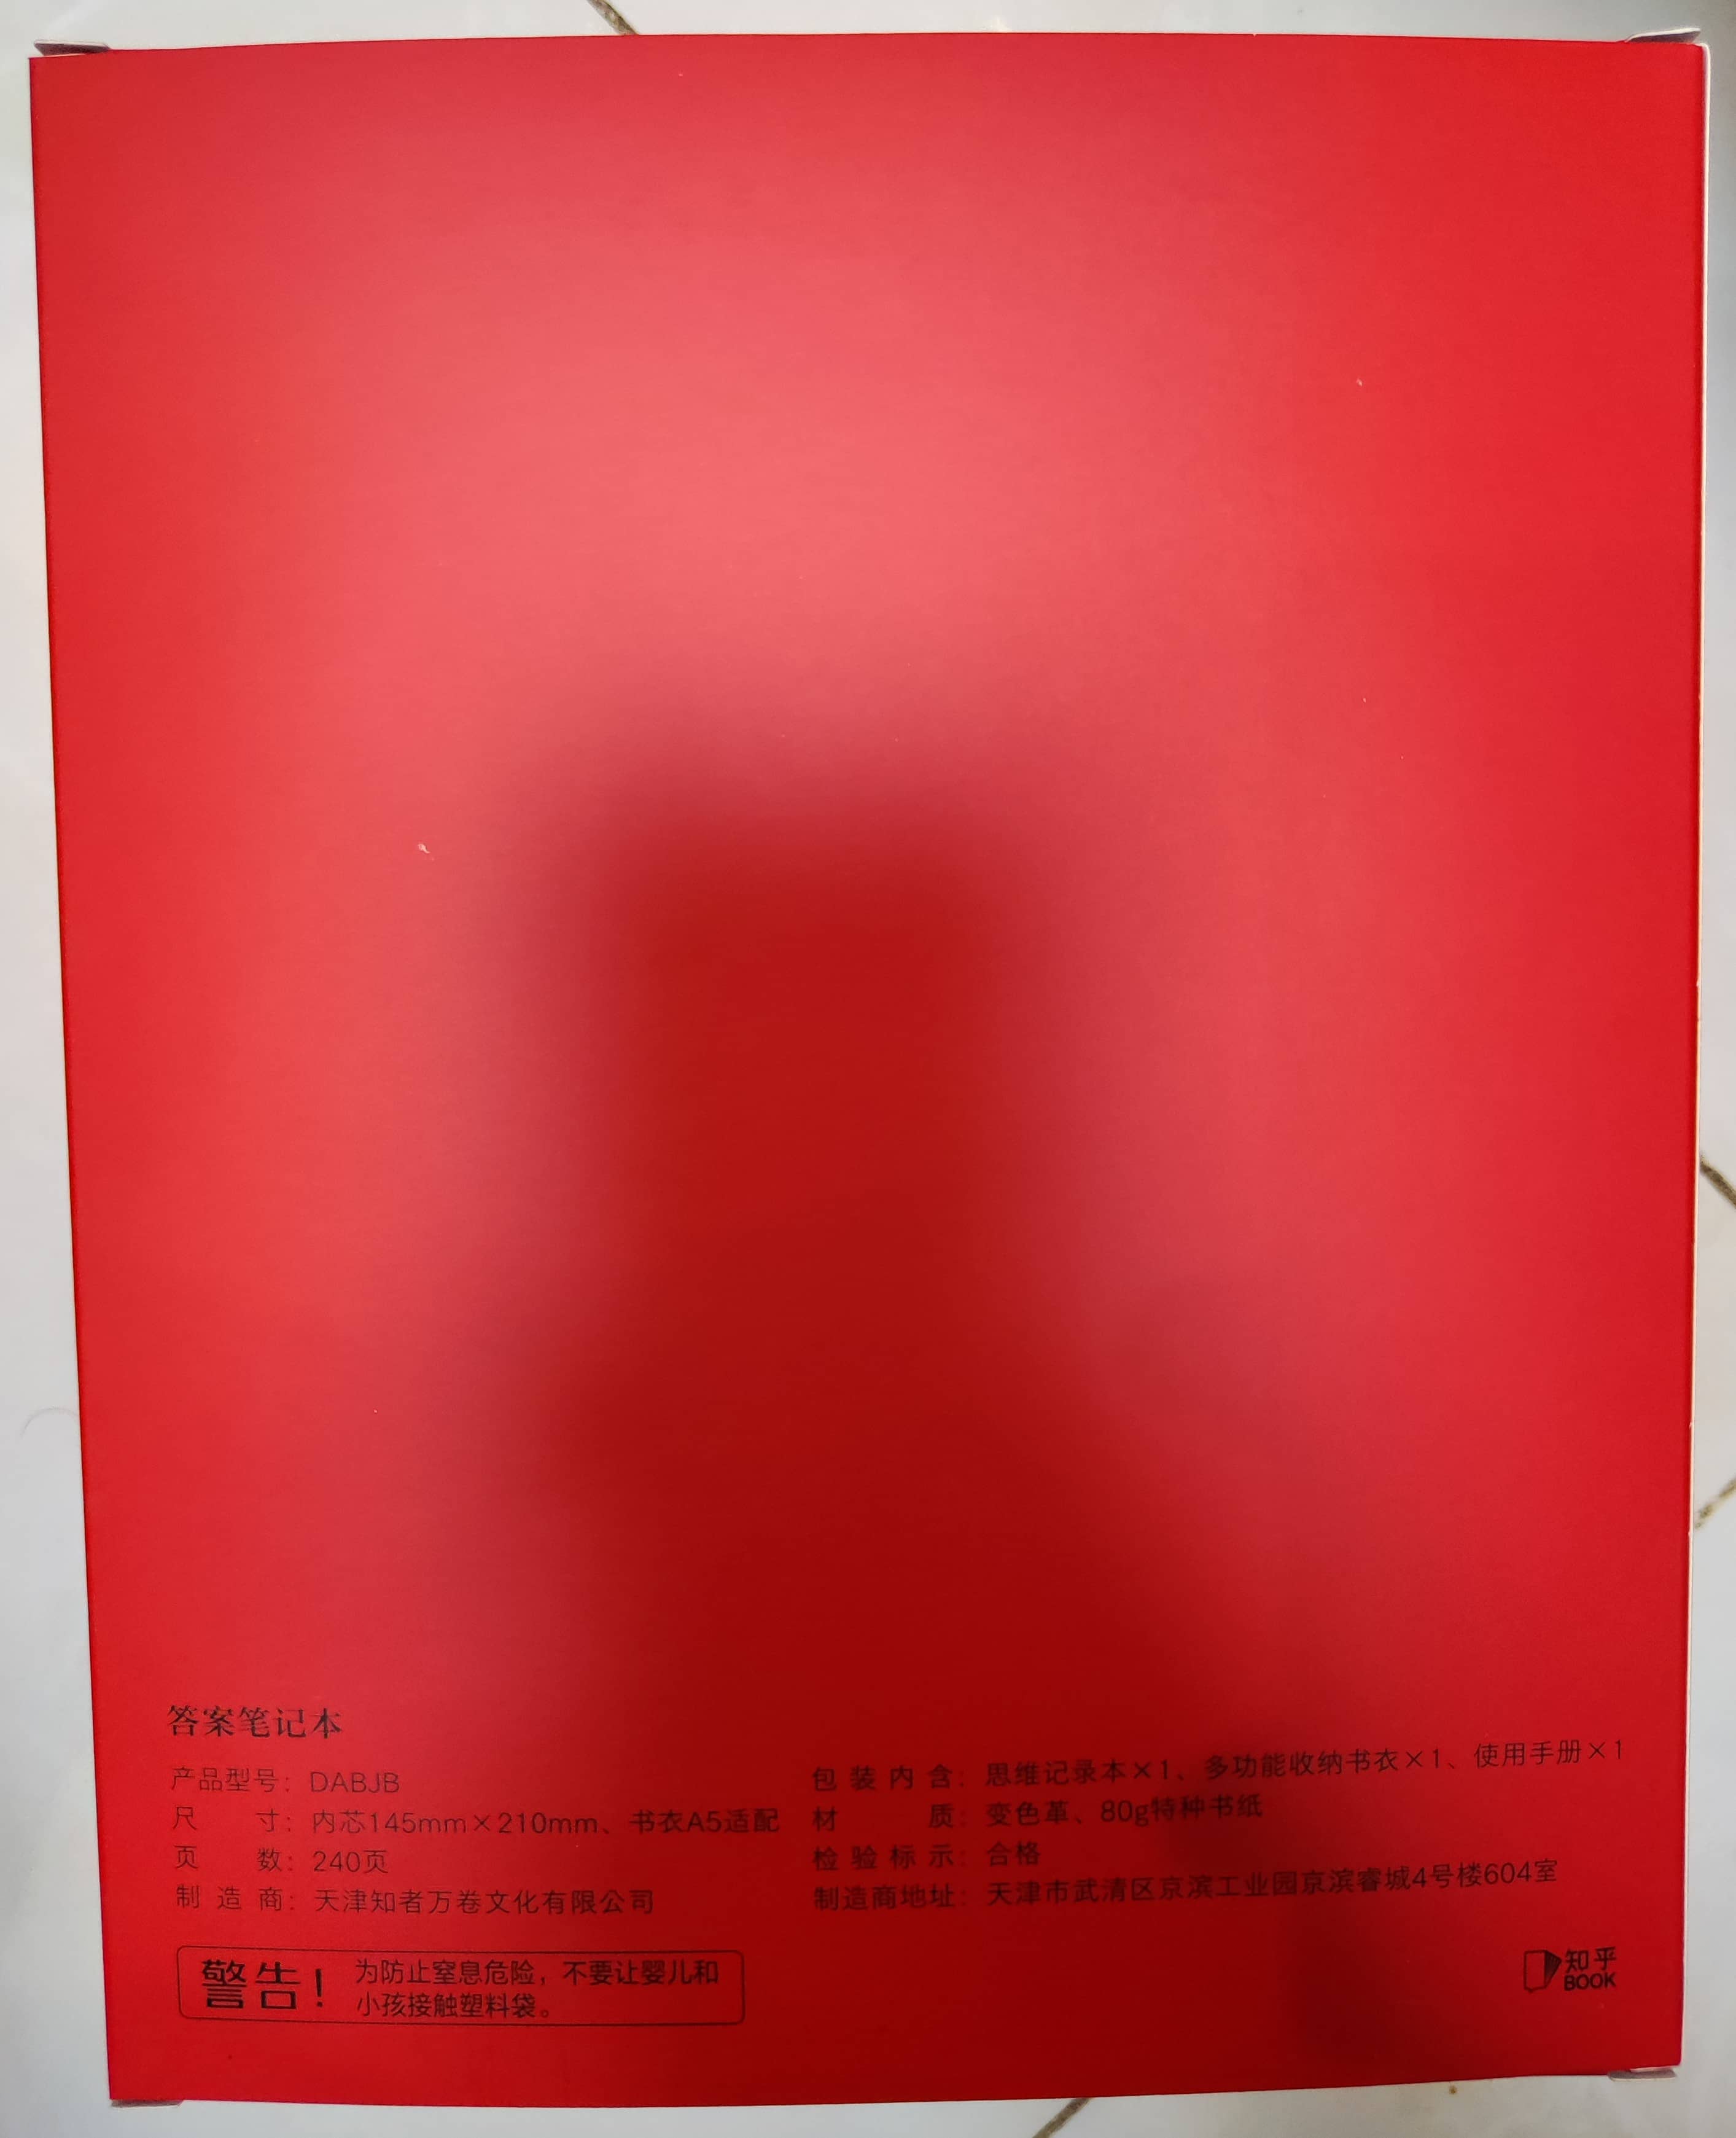 答案笔记本
产品型号：DABJB
尺寸：内芯145mm×210mm、书衣A5适配
页数：240页
制造商：天津知者万卷文化有限公司
包装内含：思维记录本×1、多功能收纳书衣×1、使用手册×1
材质：变色革、80g特种书纸
检验标示：合格
制造商地址：天津市武清区京滨工业园京滨睿城4号楼604室
警告！
为防止窒息危险，不要让婴儿和
小孩接触塑料袋。
知乎
BOOK